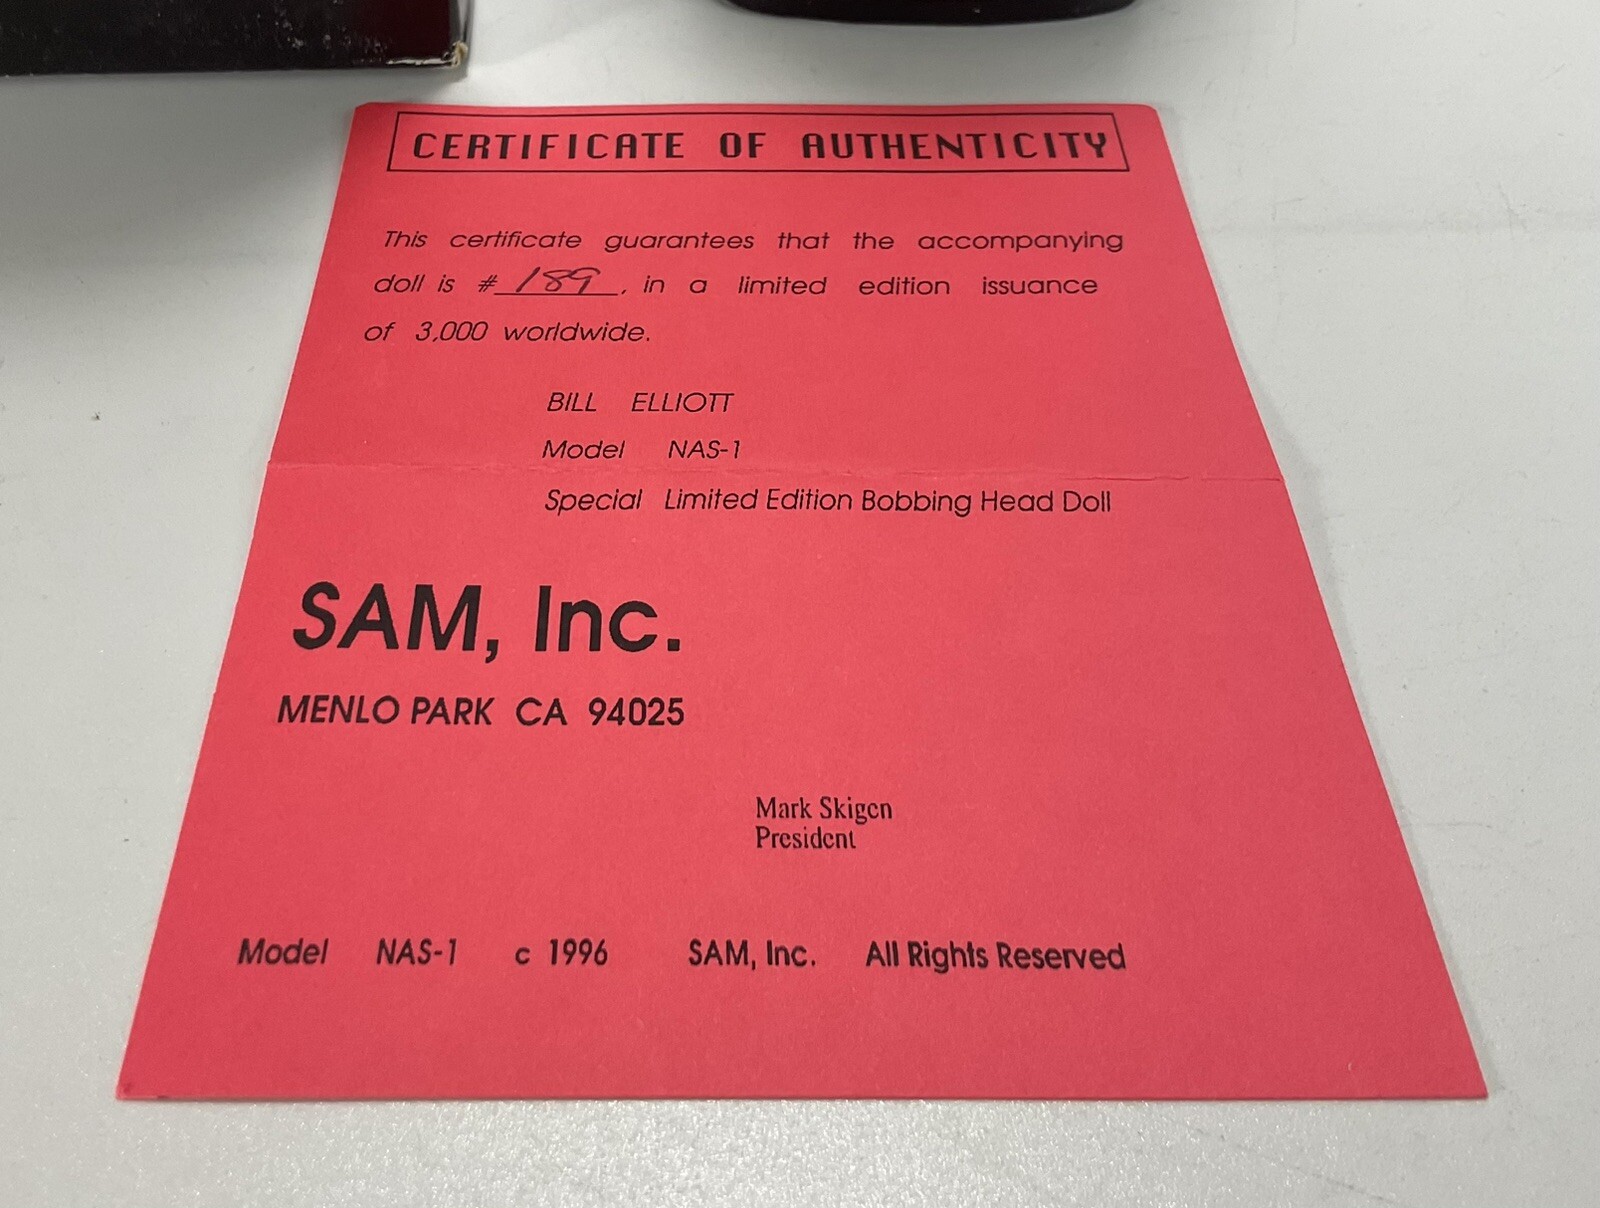 CERTIFICATE OF AUTHENTICITY
This certificate guarantees that the accompanying
doll is # 189, in a limited edition issuance
of 3,000 worldwide.
BILL ELLIOTT
Model NAS-1
Special Limited Edition Bobbing Head Doll
SAM, Inc.
MENLO PARK CA 94025
Mark Skigen
President
Model NAS-1 c 1996 SAM, Inc. All Rights Reserved